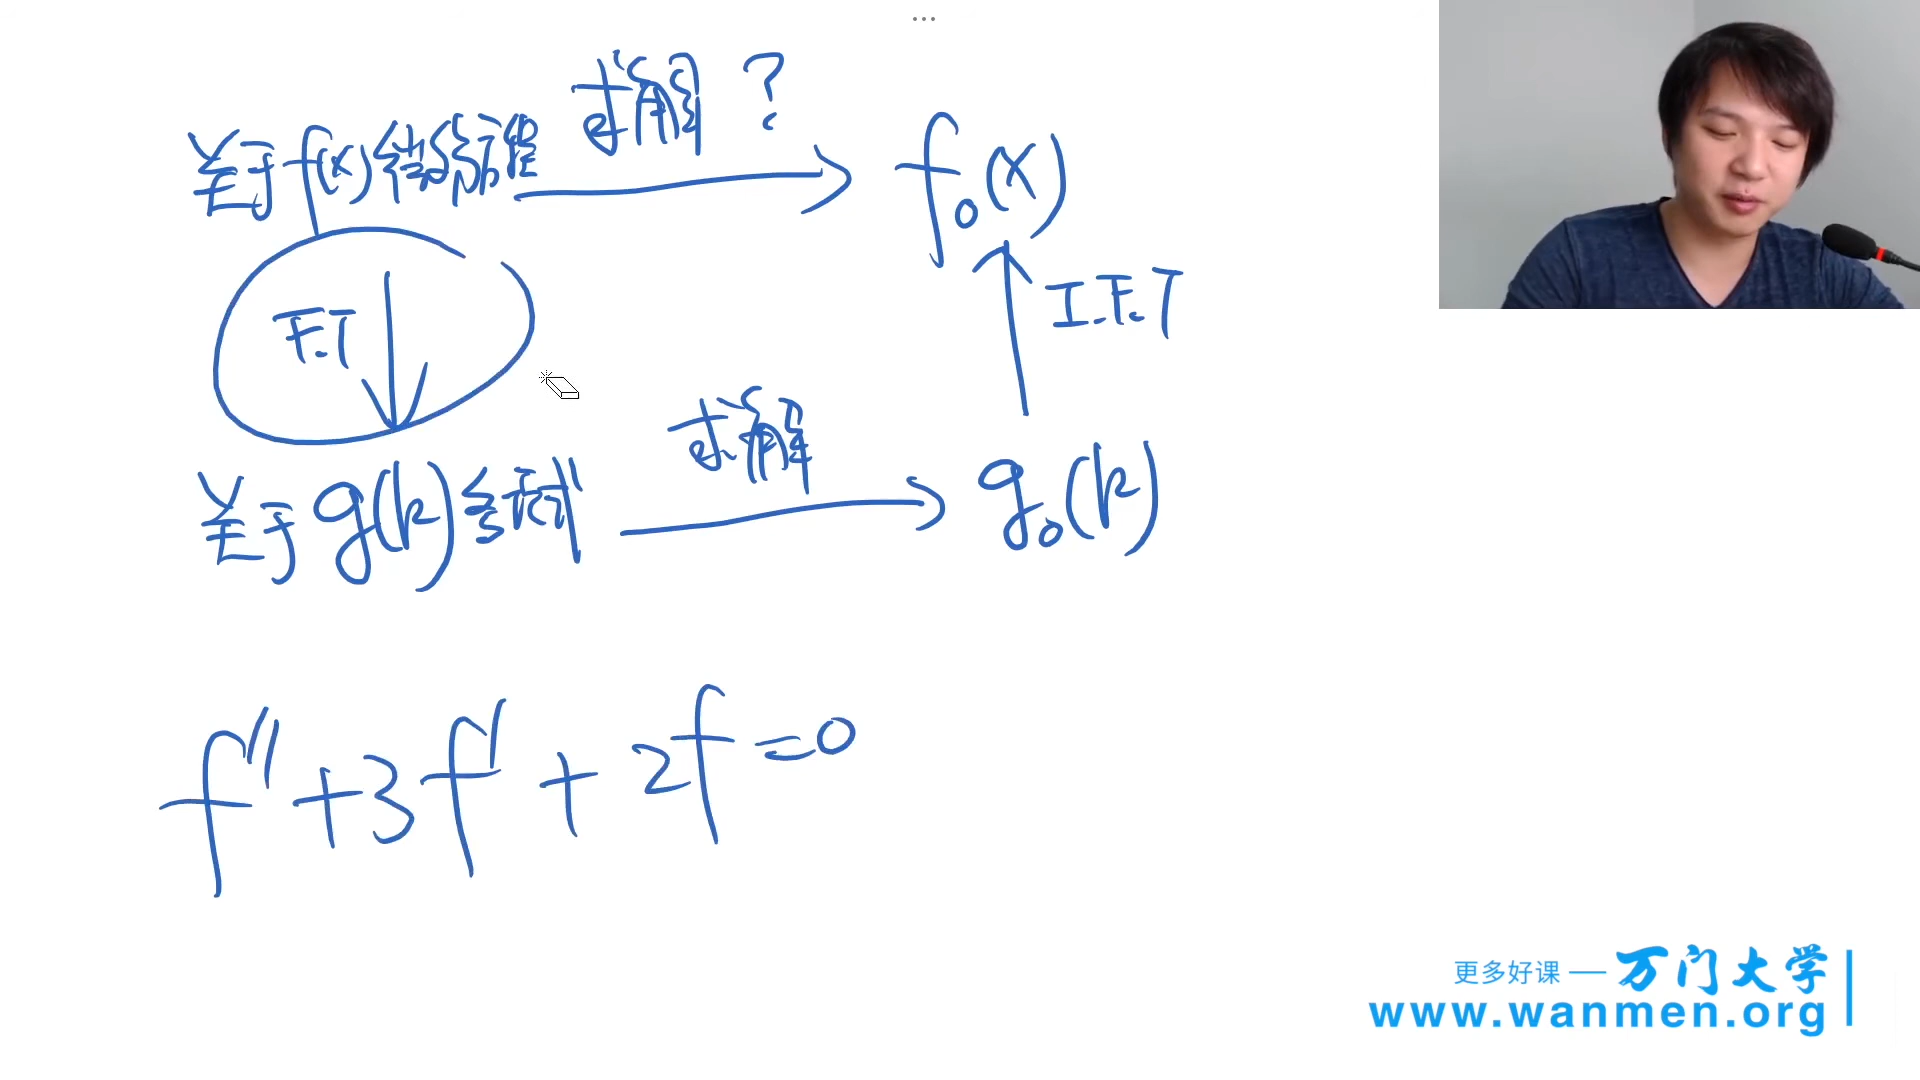 求解?
关于f(x)微分方程
f₀(x)
F.T
I.F.T
求解
关于g(k)多项式
g₀(k)
f''+3f'+2f=0
更多好课——万门大学
www.wanmen.org